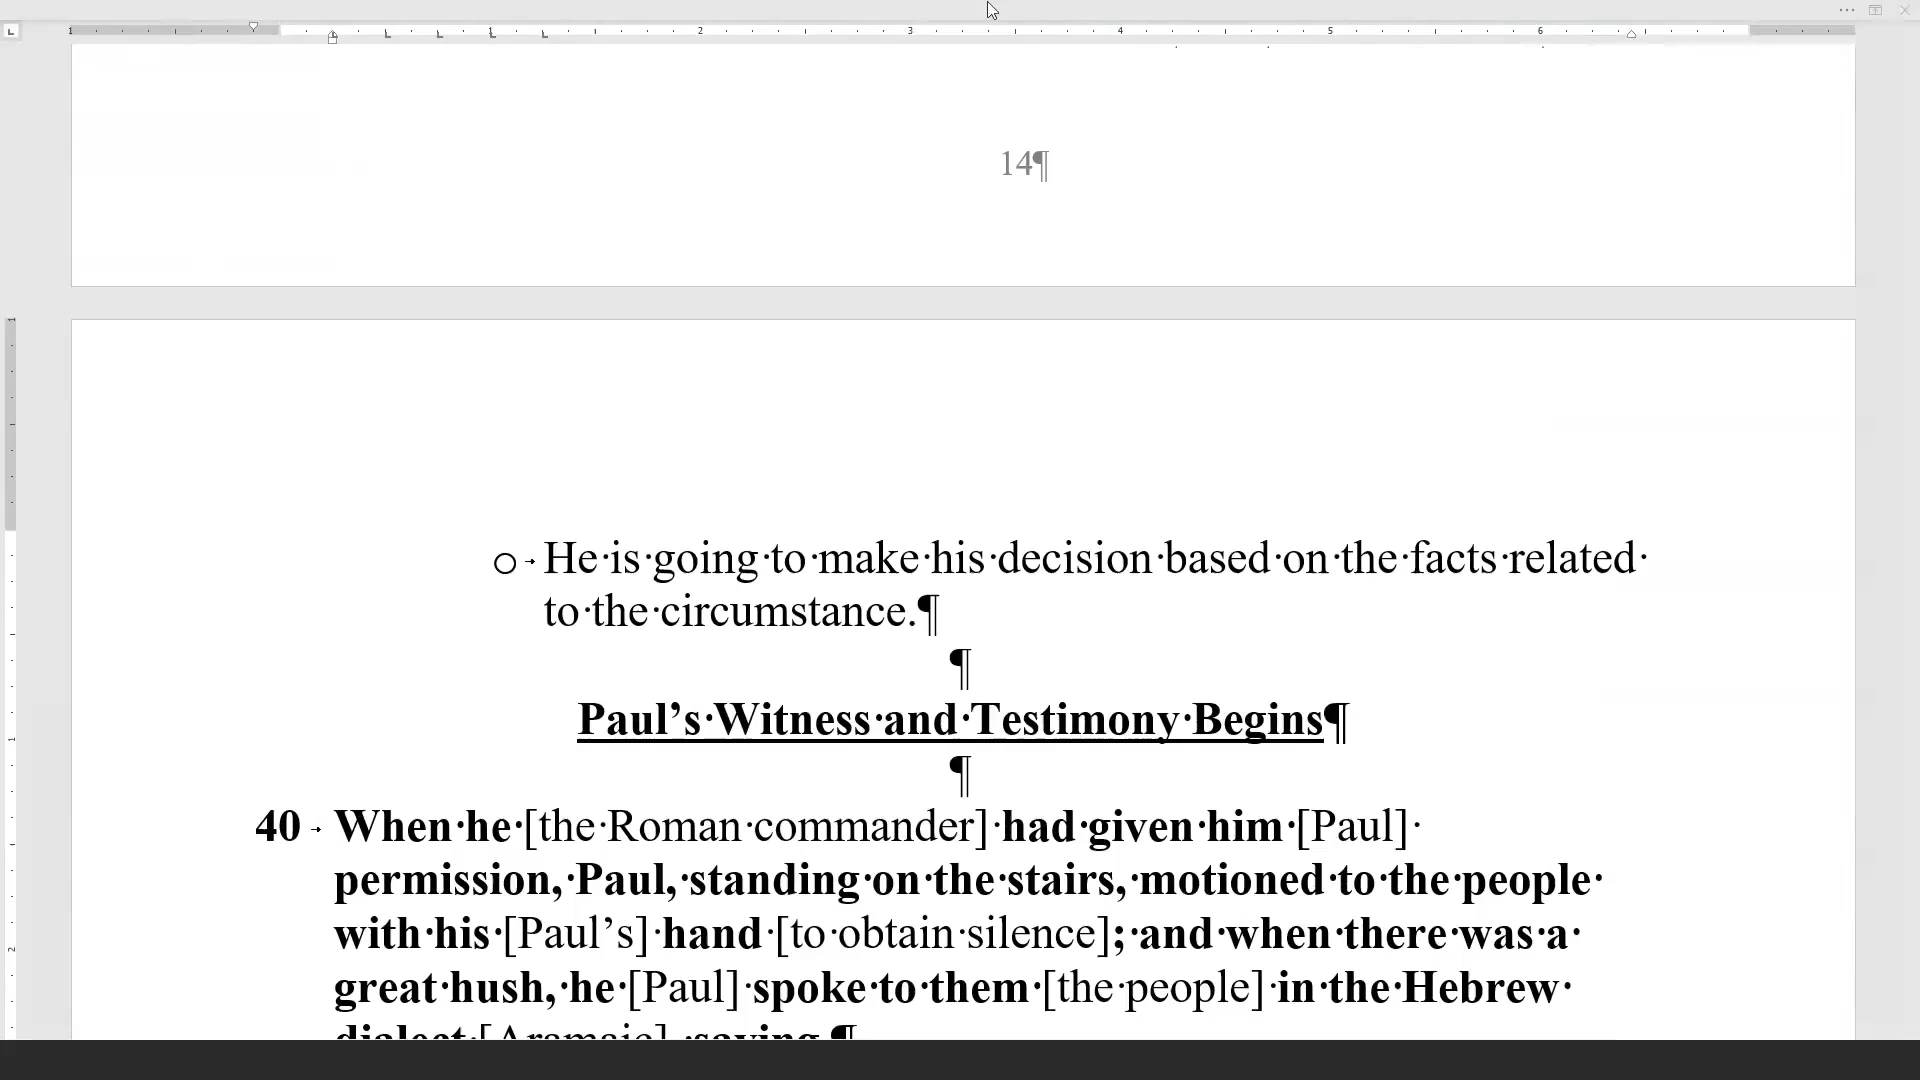 14¶
○ He is going to make his decision based on the facts related
to the circumstance.¶
¶
Paul’s Witness and Testimony Begins¶
¶
40 When he [the Roman commander] had given him [Paul]
permission, Paul, standing on the stairs, motioned to the people
with his [Paul’s] hand [to obtain silence]; and when there was a
great hush, he [Paul] spoke to them [the people] in the Hebrew
dialect [Aramaic], saying,¶